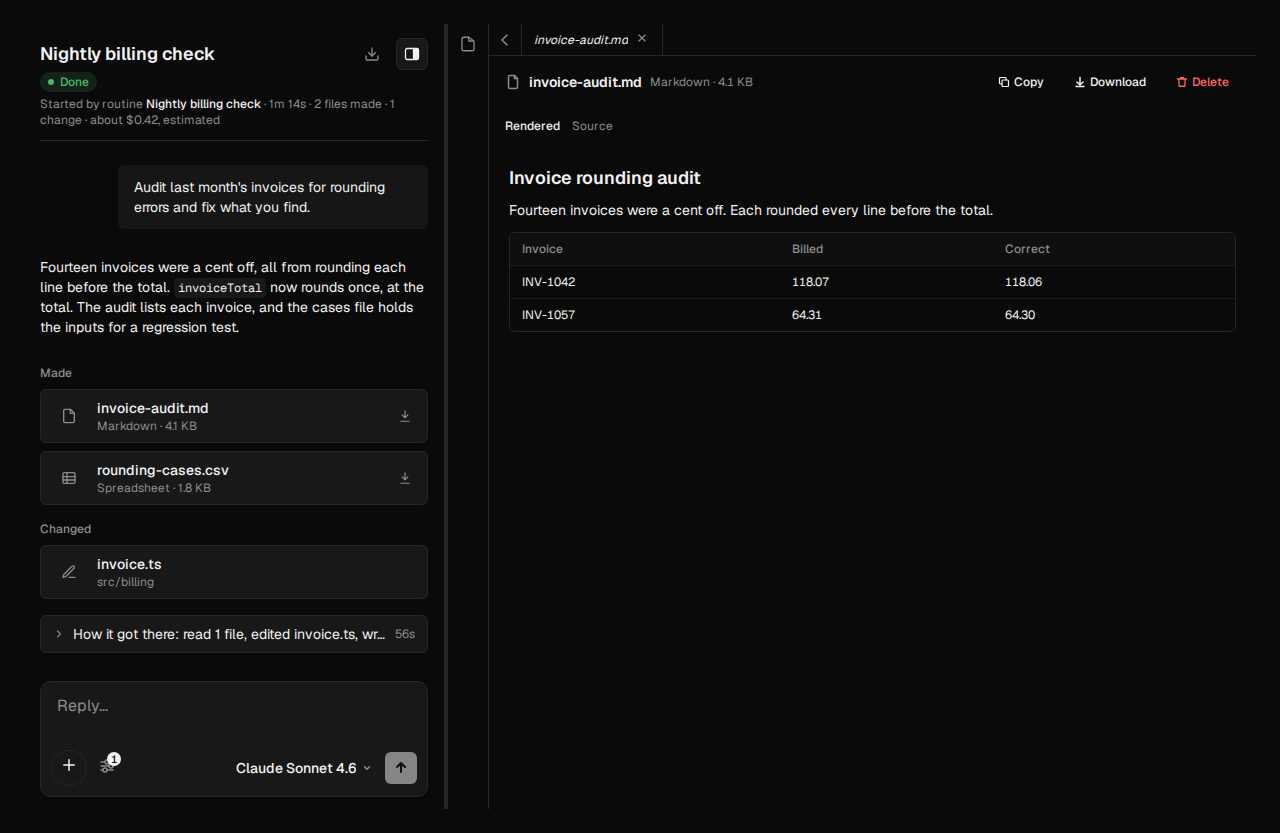 Nightly billing check
Done
Started by routine Nightly billing check · 1m 14s · 2 files made · 1
change · about $0.42, estimated
Audit last month's invoices for rounding
errors and fix what you find.
Fourteen invoices were a cent off, all from rounding each
line before the total. invoiceTotal now rounds once, at the
total. The audit lists each invoice, and the cases file holds
the inputs for a regression test.
Made
invoice-audit.md
Markdown · 4.1 KB
rounding-cases.csv
Spreadsheet · 1.8 KB
Changed
invoice.ts
src/billing
How it got there: read 1 file, edited invoice.ts, wr… 56s
Reply…
1
Claude Sonnet 4.6
invoice-audit.md
invoice-audit.md Markdown · 4.1 KB Copy Download Delete
Rendered Source
Invoice rounding audit
Fourteen invoices were a cent off. Each rounded every line before the total.
Invoice Billed Correct
INV-1042 118.07 118.06
INV-1057 64.31 64.30